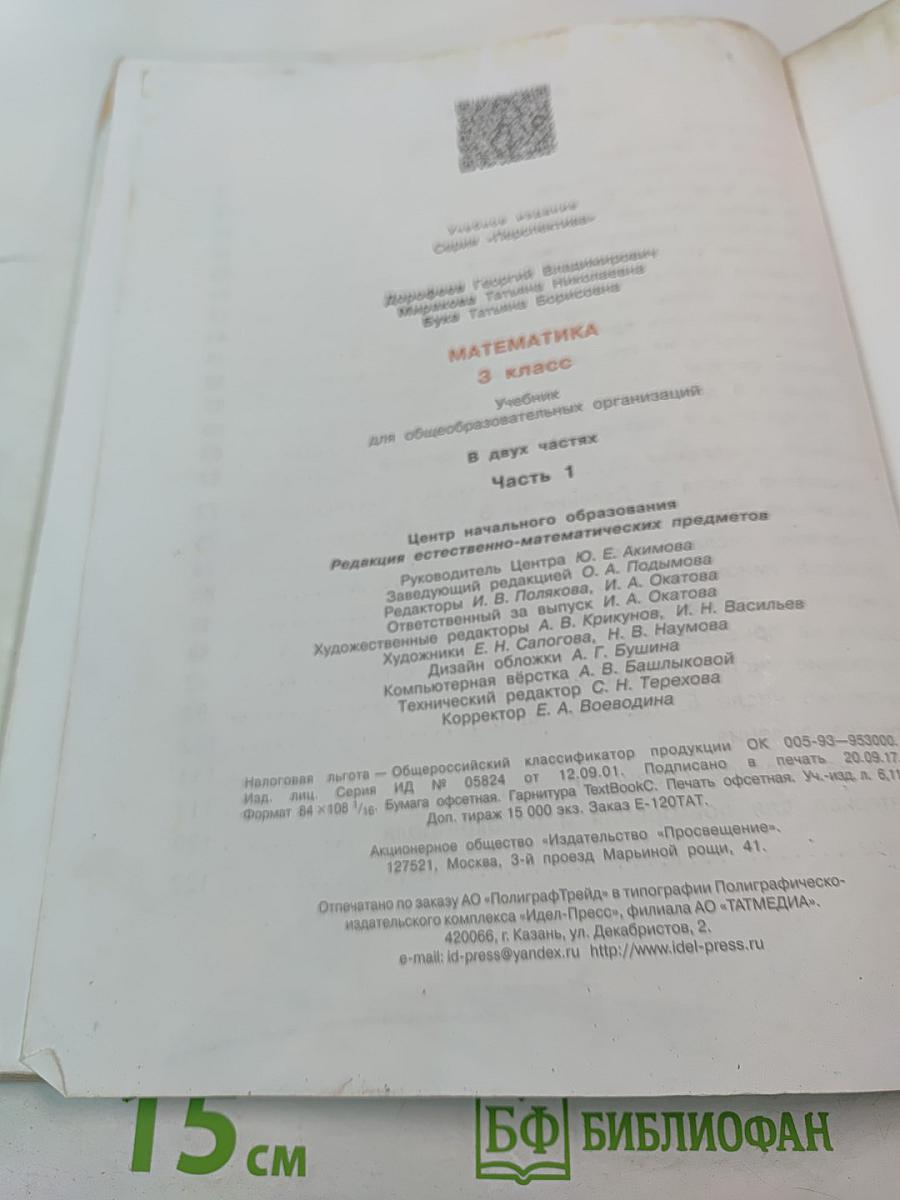 Учебное издание
Серия «Перспектива»
Дорофеев Георгий Владимирович
Миракова Татьяна Николаевна
Бука Татьяна Борисовна
МАТЕМАТИКА
3 класс
Учебник
для общеобразовательных организаций
В двух частях
Часть 1
Центр начального образования
Редакция естественно-математических предметов
Руководитель Центра Ю. Е. Акимова
Заведующий редакцией О. А. Подымова
Редакторы И. В. Полякова, И. А. Окатова
Ответственный за выпуск И. А. Окатова
Художественные редакторы А. В. Крикунов, И. Н. Васильев
Художники Е. Н. Сапогова, Н. В. Наумова
Дизайн обложки А. Г. Бушина
Компьютерная вёрстка А. В. Башлыковой
Технический редактор С. Н. Терехова
Корректор Е. А. Воеводина
Налоговая льгота — Общероссийский классификатор продукции ОК 005-93—953000.
Изд. лиц. Серия ИД № 05824 от 12.09.01. Подписано в печать 20.09.17.
Формат 84×108 1/16. Бумага офсетная. Гарнитура TextBookC. Печать офсетная. Уч.-изд. л. 6,11
Доп. тираж 15 000 экз. Заказ Е-120ТАТ.
Акционерное общество «Издательство «Просвещение».
127521, Москва, 3-й проезд Марьиной рощи, 41.
Отпечатано по заказу АО «ПолиграфТрейд» в типографии Полиграфическо-
издательского комплекса «Идел-Пресс», филиала АО «ТАТМЕДИА».
420066, г. Казань, ул. Декабристов, 2.
e-mail: id-press@yandex.ru http://www.idel-press.ru
15 см
БФ БИБЛИОФАН